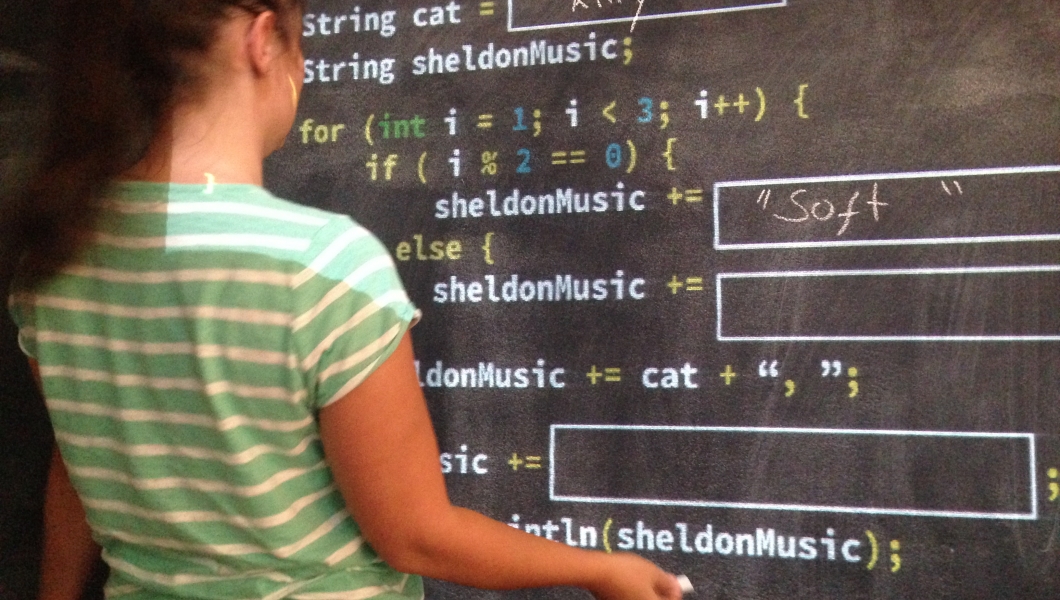 String cat =
String sheldonMusic;
for (int i = 1; i < 3; i++) {
if ( i % 2 == 0) {
sheldonMusic += "Soft "
else {
sheldonMusic +=
ldonMusic += cat + “, ”;
sic += ;
intln(sheldonMusic);